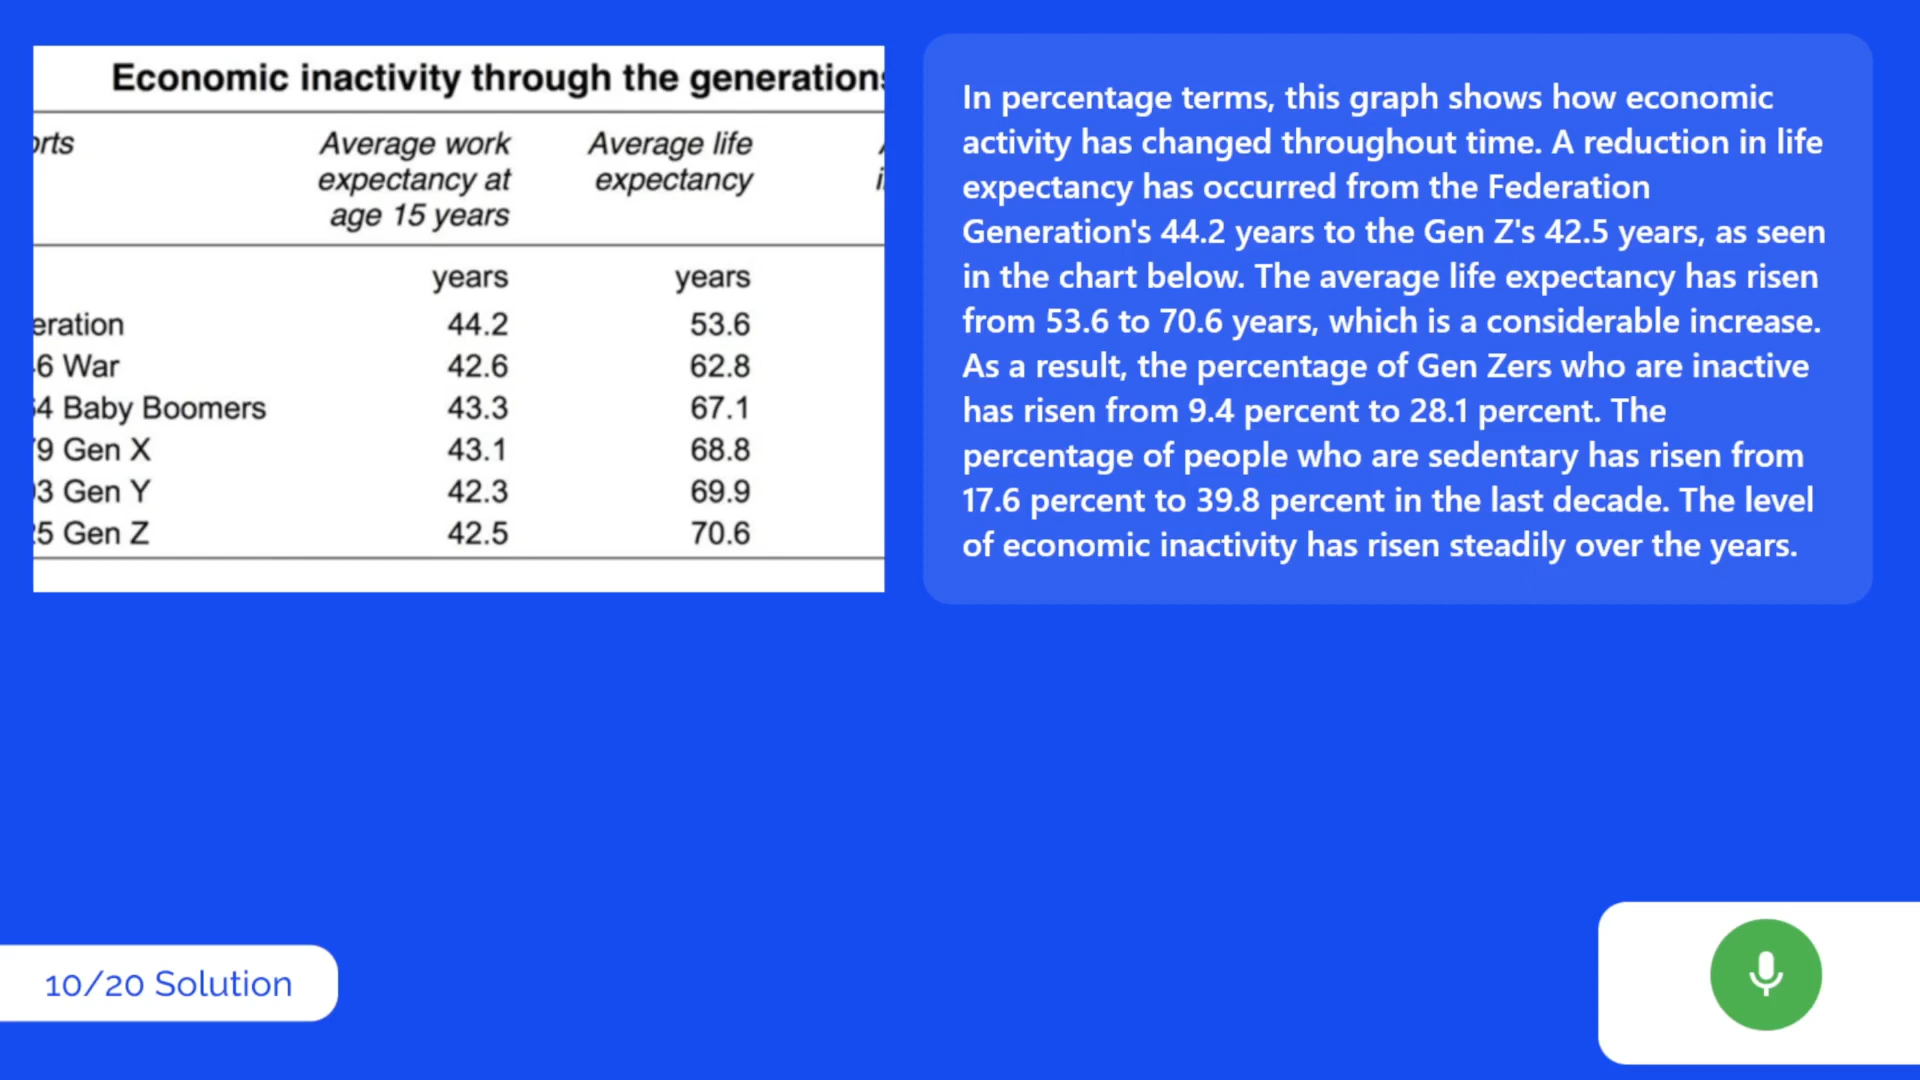 Economic inactivity through the generations
orts Average work Average life
expectancy at expectancy
age 15 years
years years
eration 44.2 53.6
6 War 42.6 62.8
4 Baby Boomers 43.3 67.1
9 Gen X 43.1 68.8
3 Gen Y 42.3 69.9
5 Gen Z 42.5 70.6
In percentage terms, this graph shows how economic
activity has changed throughout time. A reduction in life
expectancy has occurred from the Federation
Generation's 44.2 years to the Gen Z's 42.5 years, as seen
in the chart below. The average life expectancy has risen
from 53.6 to 70.6 years, which is a considerable increase.
As a result, the percentage of Gen Zers who are inactive
has risen from 9.4 percent to 28.1 percent. The
percentage of people who are sedentary has risen from
17.6 percent to 39.8 percent in the last decade. The level
of economic inactivity has risen steadily over the years.
10/20 Solution